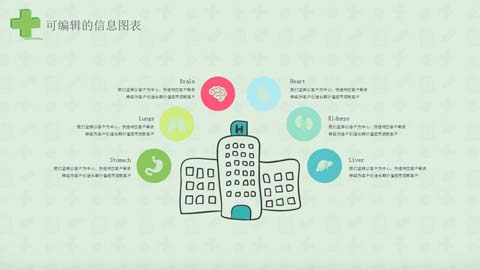 可编辑的信息图表
Brain
我们坚持以客户为中心，快速响应客户需求
持续为客户创造长期价值进而成就客户
Heart
我们坚持以客户为中心，快速响应客户需求
持续为客户创造长期价值进而成就客户
Lungs
我们坚持以客户为中心，快速响应客户需求
持续为客户创造长期价值进而成就客户
Kidneys
我们坚持以客户为中心，快速响应客户需求
持续为客户创造长期价值进而成就客户
Stomach
我们坚持以客户为中心，快速响应客户需求
持续为客户创造长期价值进而成就客户
Liver
我们坚持以客户为中心，快速响应客户需求
持续为客户创造长期价值进而成就客户
H